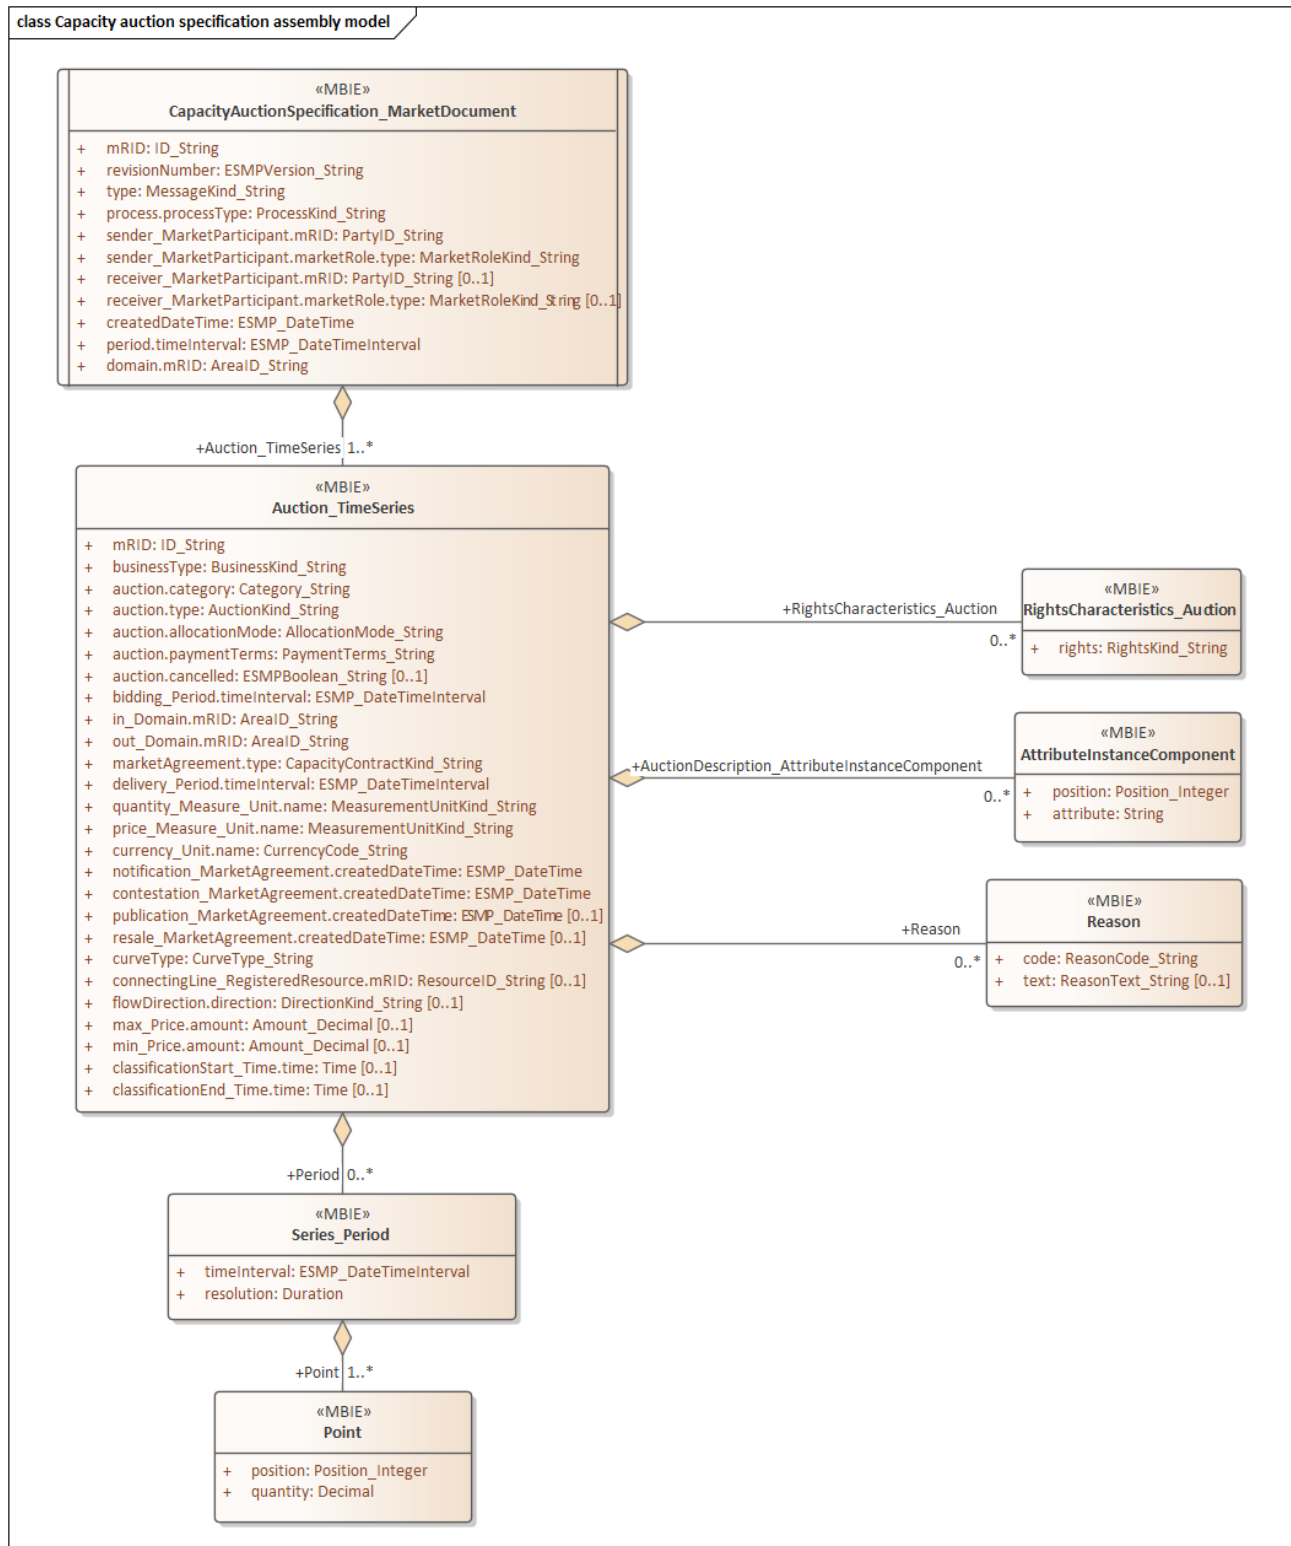 class Capacity auction specification assembly model
«MBIE»
CapacityAuctionSpecification_MarketDocument
+ mRID: ID_String
+ revisionNumber: ESMPVersion_String
+ type: MessageKind_String
+ process.processType: ProcessKind_String
+ sender_MarketParticipant.mRID: PartyID_String
+ sender_MarketParticipant.marketRole.type: MarketRoleKind_String
+ receiver_MarketParticipant.mRID: PartyID_String [0..1]
+ receiver_MarketParticipant.marketRole.type: MarketRoleKind_String [0..1]
+ createdDateTime: ESMP_DateTime
+ period.timeInterval: ESMP_DateTimeInterval
+ domain.mRID: AreaID_String
+Auction_TimeSeries 1..*
«MBIE»
Auction_TimeSeries
+ mRID: ID_String
+ businessType: BusinessKind_String
+ auction.category: Category_String
+ auction.type: AuctionKind_String
+ auction.allocationMode: AllocationMode_String
+ auction.paymentTerms: PaymentTerms_String
+ auction.cancelled: ESMPBoolean_String [0..1]
+ bidding_Period.timeInterval: ESMP_DateTimeInterval
+ in_Domain.mRID: AreaID_String
+ out_Domain.mRID: AreaID_String
+ marketAgreement.type: CapacityContractKind_String
+ delivery_Period.timeInterval: ESMP_DateTimeInterval
+ quantity_Measure_Unit.name: MeasurementUnitKind_String
+ price_Measure_Unit.name: MeasurementUnitKind_String
+ currency_Unit.name: CurrencyCode_String
+ notification_MarketAgreement.createdDateTime: ESMP_DateTime
+ contestation_MarketAgreement.createdDateTime: ESMP_DateTime
+ publication_MarketAgreement.createdDateTime: ESMP_DateTime [0..1]
+ resale_MarketAgreement.createdDateTime: ESMP_DateTime [0..1]
+ curveType: CurveType_String
+ connectingLine_RegisteredResource.mRID: ResourceID_String [0..1]
+ flowDirection.direction: DirectionKind_String [0..1]
+ max_Price.amount: Amount_Decimal [0..1]
+ min_Price.amount: Amount_Decimal [0..1]
+ classificationStart_Time.time: Time [0..1]
+ classificationEnd_Time.time: Time [0..1]
+RightsCharacteristics_Auction
0..*
«MBIE»
RightsCharacteristics_Auction
+ rights: RightsKind_String
+AuctionDescription_AttributeInstanceComponent
0..*
«MBIE»
AttributeInstanceComponent
+ position: Position_Integer
+ attribute: String
+Reason
0..*
«MBIE»
Reason
+ code: ReasonCode_String
+ text: ReasonText_String [0..1]
+Period 0..*
«MBIE»
Series_Period
+ timeInterval: ESMP_DateTimeInterval
+ resolution: Duration
+Point 1..*
«MBIE»
Point
+ position: Position_Integer
+ quantity: Decimal